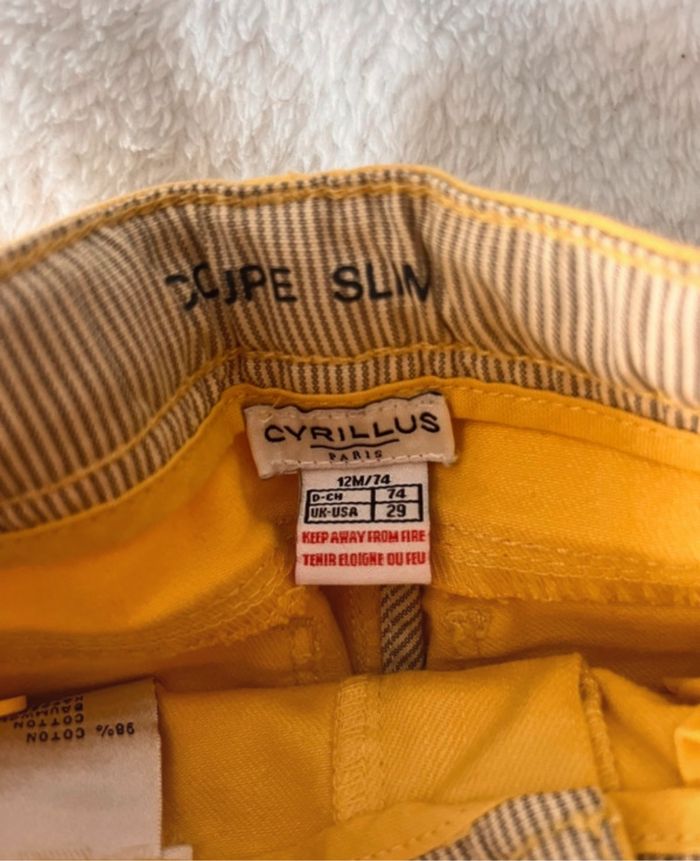 COUPE SLIM
CYRILLUS
PARIS
12M/74
D-CH 74
UK-USA 29
KEEP AWAY FROM FIRE
TENIR ELOIGNE DU FEU
98% COTON
COTTON